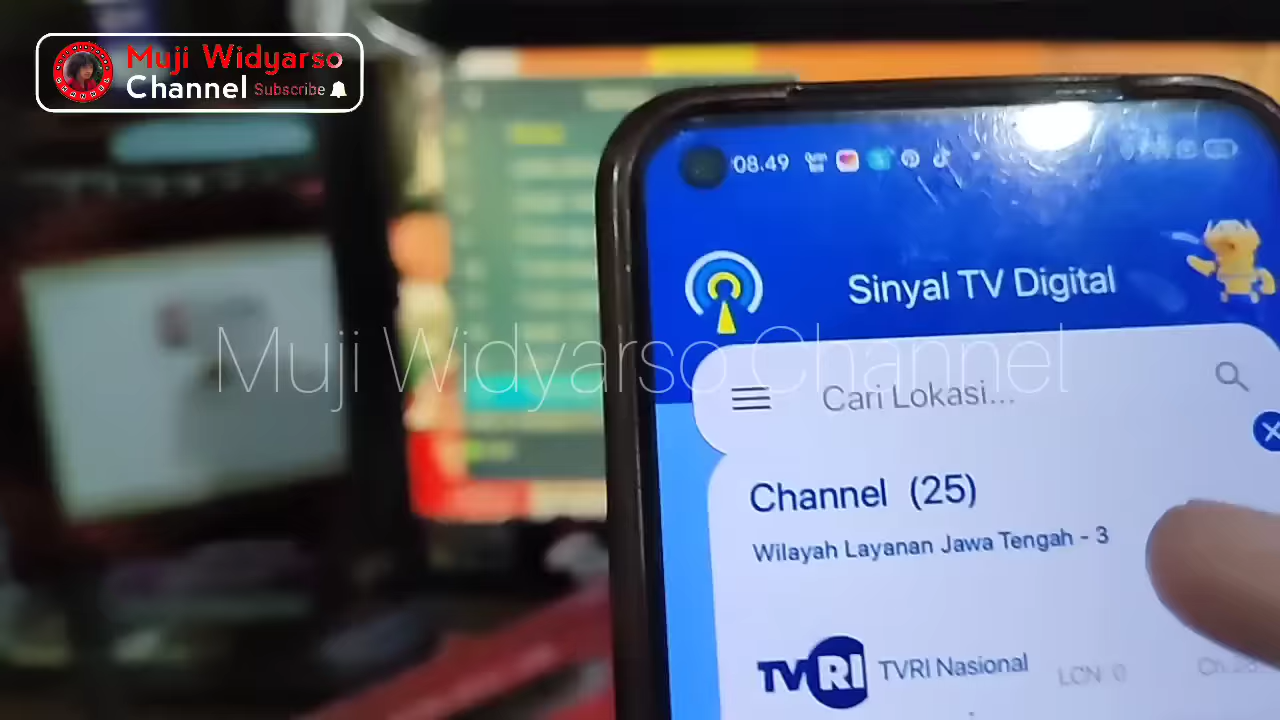 Muji Widyarso
Channel Subscribe
08.49
Sinyal TV Digital
Muji Widyarso Channel
Cari Lokasi...
Channel (25)
Wilayah Layanan Jawa Tengah - 3
TVRI TVRI Nasional LCN 0